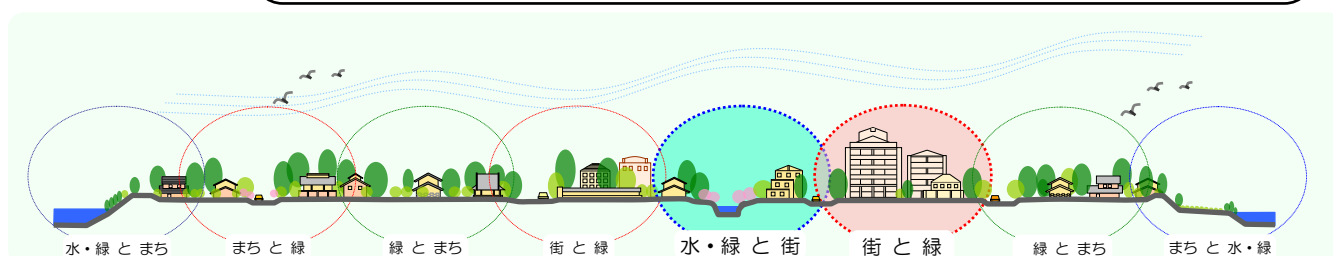 水・緑 と まち
まち と 緑
緑 と まち
街 と 緑
水・緑 と 街
街 と 緑
緑 と まち
まち と 水・緑